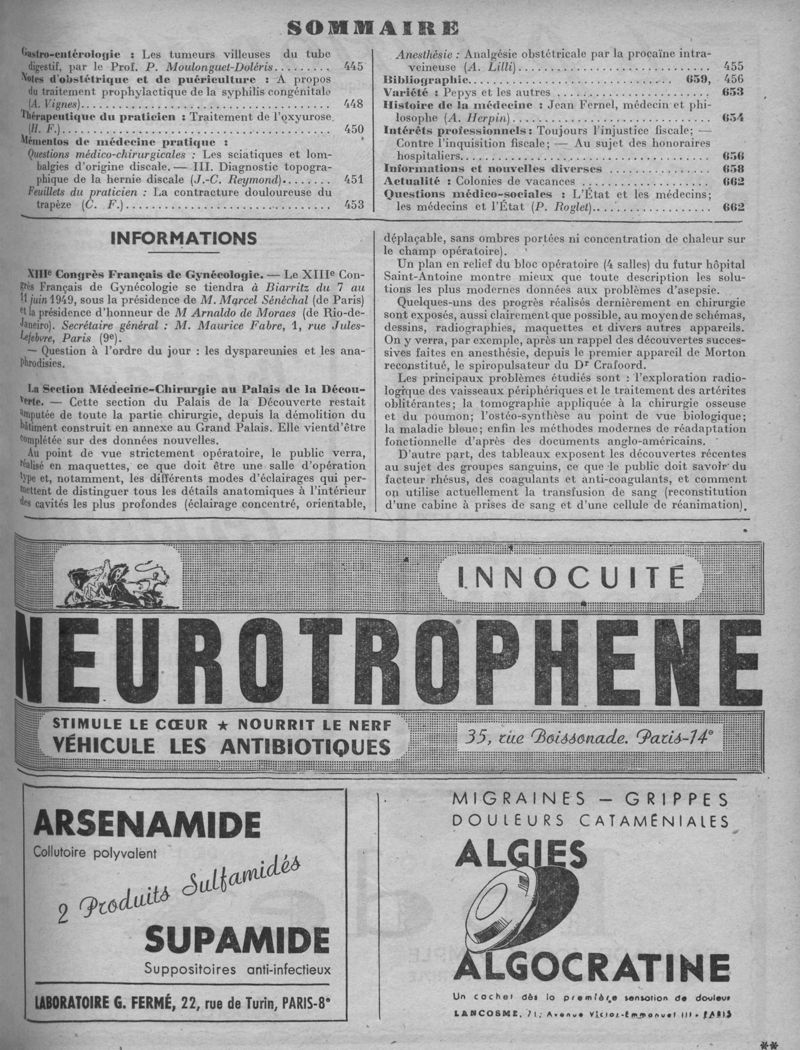 SOMMAIRE
Gastro-entérologie : Les tumeurs villeuses du tube
digestif, par le Prof. P. Moulonguet-Doléris......... 445
Notes d'obstétrique et de puériculture : A propos
du traitement prophylactique de la syphilis congénitale
(A. Vignes)........................................ 448
Thérapeutique du praticien : Traitement de l'oxyurose.
(H. F.)........................................... 450
Mémentos de médecine pratique :
Questions médico-chirurgicales : Les sciatiques et lom-
balgies d'origine discale. — III. Diagnostic topogra-
phique de la hernie discale (J.-C. Reymond)........ 451
Feuillets du praticien : La contracture douloureuse du
trapèze (C. F.)................................... 453
Anesthésie : Analgésie obstétricale par la procaïne intra-
veineuse (A. Lilli)................................ 455
Bibliographie................................ 659, 456
Variété : Pepys et les autres ........................ 653
Histoire de la médecine : Jean Fernel, médecin et phi-
losophe (A. Herpin)................................ 654
Intérêts professionnels : Toujours l'injustice fiscale; —
Contre l'inquisition fiscale; — Au sujet des honoraires
hospitaliers........................................ 656
Informations et nouvelles diverses ................ 658
Actualité : Colonies de vacances .................... 662
Questions médico-sociales : L'État et les médecins;
les médecins et l'État (P. Roglet).................. 662
INFORMATIONS
XIIIe Congrès Français de Gynécologie. — Le XIIIe Con-
grès Français de Gynécologie se tiendra à Biarritz du 7 au
11 juin 1949, sous la présidence de M. Marcel Sénéchal (de Paris)
et la présidence d'honneur de M Arnaldo de Moraes (de Rio-de-
Janeiro). Secrétaire général : M. Maurice Fabre, 1, rue Jules-
Lefebvre, Paris (9e).
— Question à l'ordre du jour : les dyspareunies et les ana-
phrodisies.
La Section Médecine-Chirurgie au Palais de la Décou-
verte. — Cette section du Palais de la Découverte restait
amputée de toute la partie chirurgie, depuis la démolition du
bâtiment construit en annexe au Grand Palais. Elle vientd'être
complétée sur des données nouvelles.
Au point de vue strictement opératoire, le public verra,
réalisé en maquettes, ce que doit être une salle d'opération
type et, notamment, les différents modes d'éclairages qui per-
mettent de distinguer tous les détails anatomiques à l'intérieur
des cavités les plus profondes (éclairage concentré, orientable,
déplaçable, sans ombres portées ni concentration de chaleur sur
le champ opératoire).
Un plan en relief du bloc opératoire (4 salles) du futur hôpital
Saint-Antoine montre mieux que toute description les solu-
tions les plus modernes données aux problèmes d'asepsie.
Quelques-uns des progrès réalisés dernièrement en chirurgie
sont exposés, aussi clairement que possible, au moyen de schémas,
dessins, radiographies, maquettes et divers autres appareils.
On y verra, par exemple, après un rappel des découvertes succes-
sives faites en anesthésie, depuis le premier appareil de Morton
reconstitué, le spiropulsateur du Dr Crafoord.
Les principaux problèmes étudiés sont : l'exploration radio-
logique des vaisseaux périphériques et le traitement des artérites
oblitérantes; la tomographie appliquée à la chirurgie osseuse
et du poumon; l'ostéo-synthèse au point de vue biologique;
la maladie bleue; enfin les méthodes modernes de réadaptation
fonctionnelle d'après des documents anglo-américains.
D'autre part, des tableaux exposent les découvertes récentes
au sujet des groupes sanguins, ce que le public doit savoir du
facteur rhésus, des coagulants et anti-coagulants, et comment
on utilise actuellement la transfusion de sang (reconstitution
d'une cabine à prises de sang et d'une cellule de réanimation).
INNOCUITÉ
NEUROTROPHENE
STIMULE LE CŒUR ★ NOURRIT LE NERF
VÉHICULE LES ANTIBIOTIQUES
35, rue Boissonade. Paris-14e
ARSENAMIDE
Collutoire polyvalent
2 Produits Sulfamidés
SUPAMIDE
Suppositoires anti-infectieux
LABORATOIRE G. FERMÉ, 22, rue de Turin, PARIS-8e
MIGRAINES — GRIPPES
DOULEURS CATAMÉNIALES
ALGIES
ALGOCRATINE
Un cachet dès la première sensation de douleur
LANCOSME, 71, Avenue Victor-Emmanuel III - PARIS
**